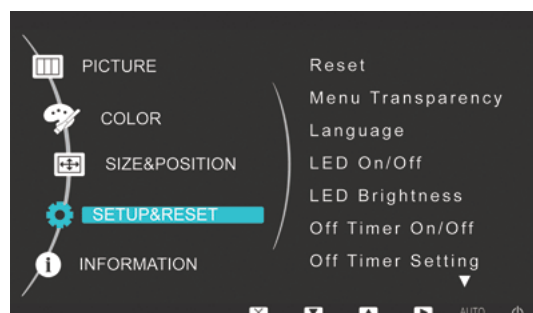 PICTURE
COLOR
SIZE&POSITION
SETUP&RESET
INFORMATION
Reset
Menu Transparency
Language
LED On/Off
LED Brightness
Off Timer On/Off
Off Timer Setting
AUTO